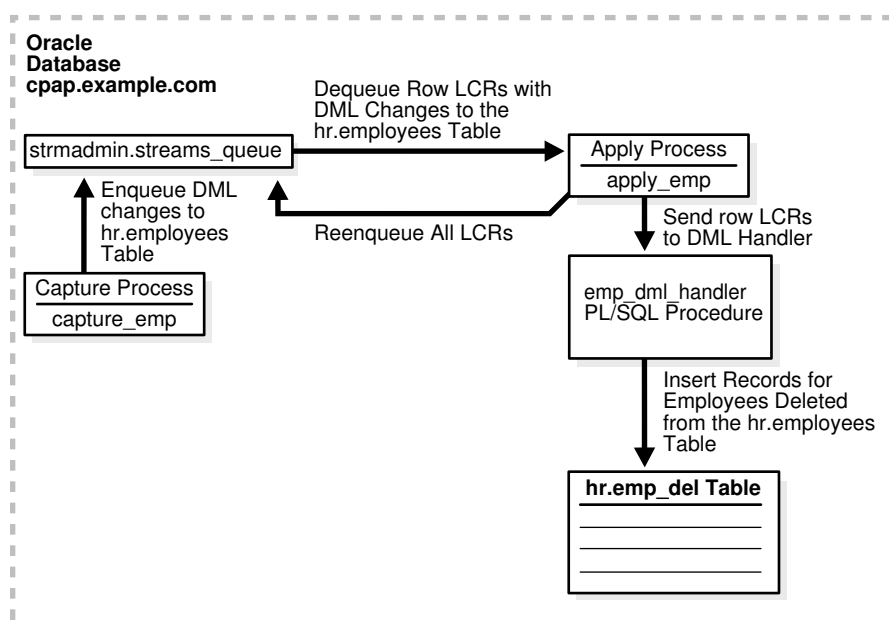 Oracle
Database
cpap.example.com
Dequeue Row LCRs with
DML Changes to the
hr.employees Table
strmadmin.streams_queue
Apply Process
apply_emp
Enqueue DML
changes to
hr.employees
Table
Reenqueue All LCRs
Send row LCRs
to DML Handler
Capture Process
capture_emp
emp_dml_handler
PL/SQL Procedure
Insert Records for
Employees Deleted
from the hr.employees
Table
hr.emp_del Table